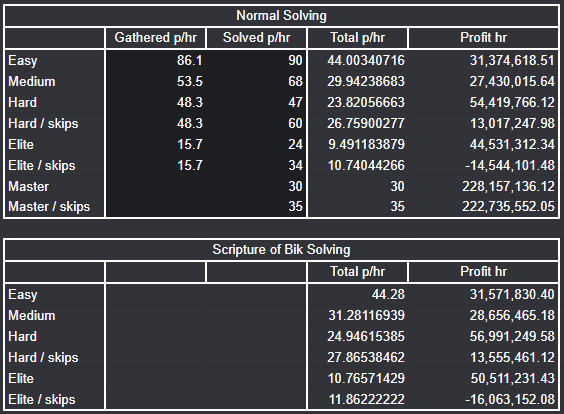 Normal Solving
Gathered p/hr Solved p/hr Total p/hr Profit hr
Easy 86.1 90 44.00340716 31,374,618.51
Medium 53.5 68 29.94238683 27,430,015.64
Hard 48.3 47 23.82056663 54,419,766.12
Hard / skips 48.3 60 26.75900277 13,017,247.98
Elite 15.7 24 9.491183879 44,531,312.34
Elite / skips 15.7 34 10.74044266 -14,544,101.48
Master 30 30 228,157,136.12
Master / skips 35 35 222,735,552.05
Scripture of Bik Solving
Total p/hr Profit hr
Easy 44.28 31,571,830.40
Medium 31.28116939 28,656,465.18
Hard 24.94615385 56,991,249.58
Hard / skips 27.86538462 13,555,461.12
Elite 10.76571429 50,511,231.43
Elite / skips 11.86222222 -16,063,152.08